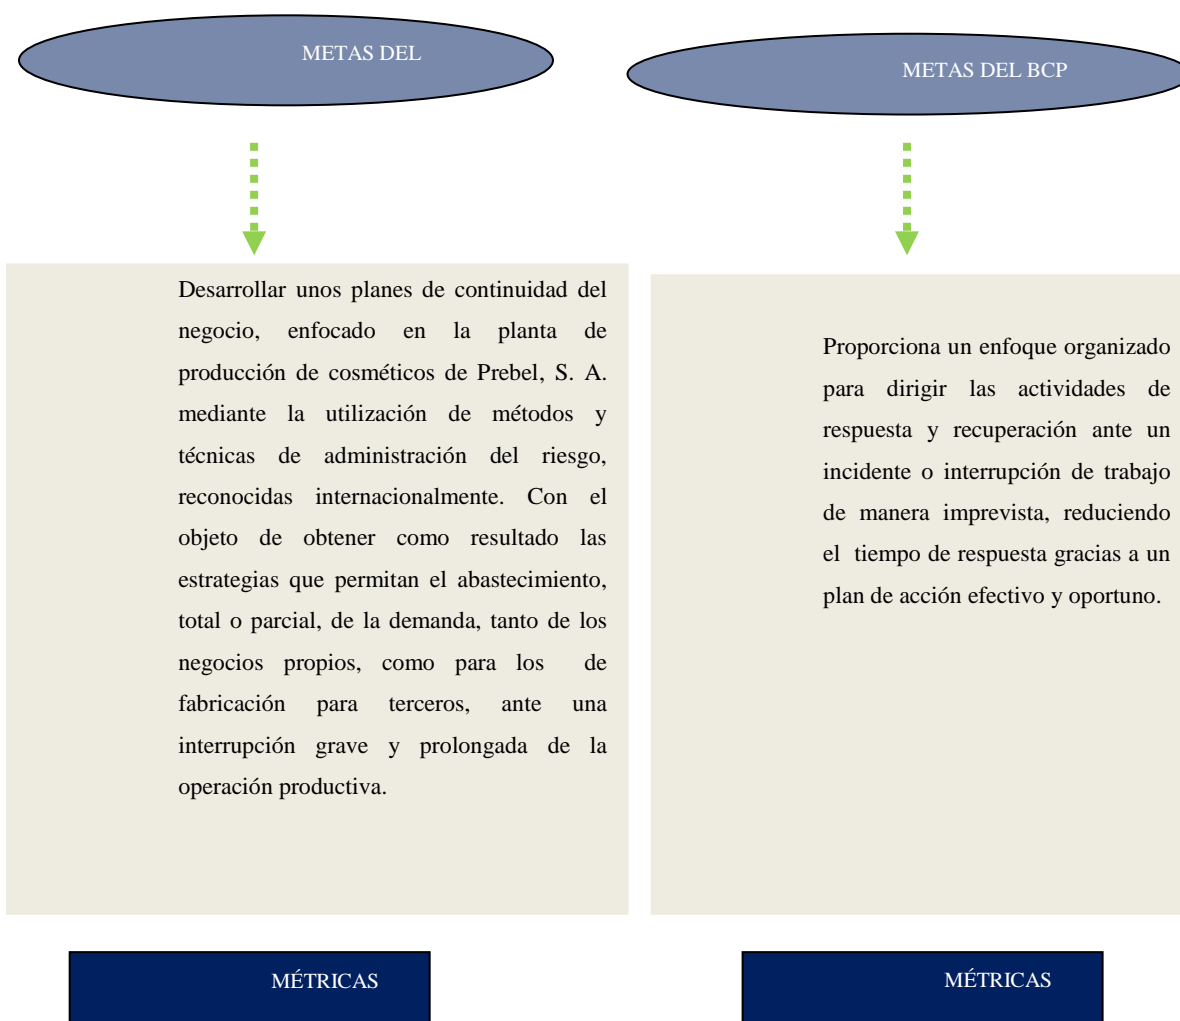 METAS DEL
METAS DEL BCP
Desarrollar unos planes de continuidad del
negocio, enfocado en la planta de
producción de cosméticos de Prebel, S. A.
mediante la utilización de métodos y
técnicas de administración del riesgo,
reconocidas internacionalmente. Con el
objeto de obtener como resultado las
estrategias que permitan el abastecimiento,
total o parcial, de la demanda, tanto de los
negocios propios, como para los de
fabricación para terceros, ante una
interrupción grave y prolongada de la
operación productiva.
Proporciona un enfoque organizado
para dirigir las actividades de
respuesta y recuperación ante un
incidente o interrupción de trabajo
de manera imprevista, reduciendo
el tiempo de respuesta gracias a un
plan de acción efectivo y oportuno.
MÉTRICAS
MÉTRICAS